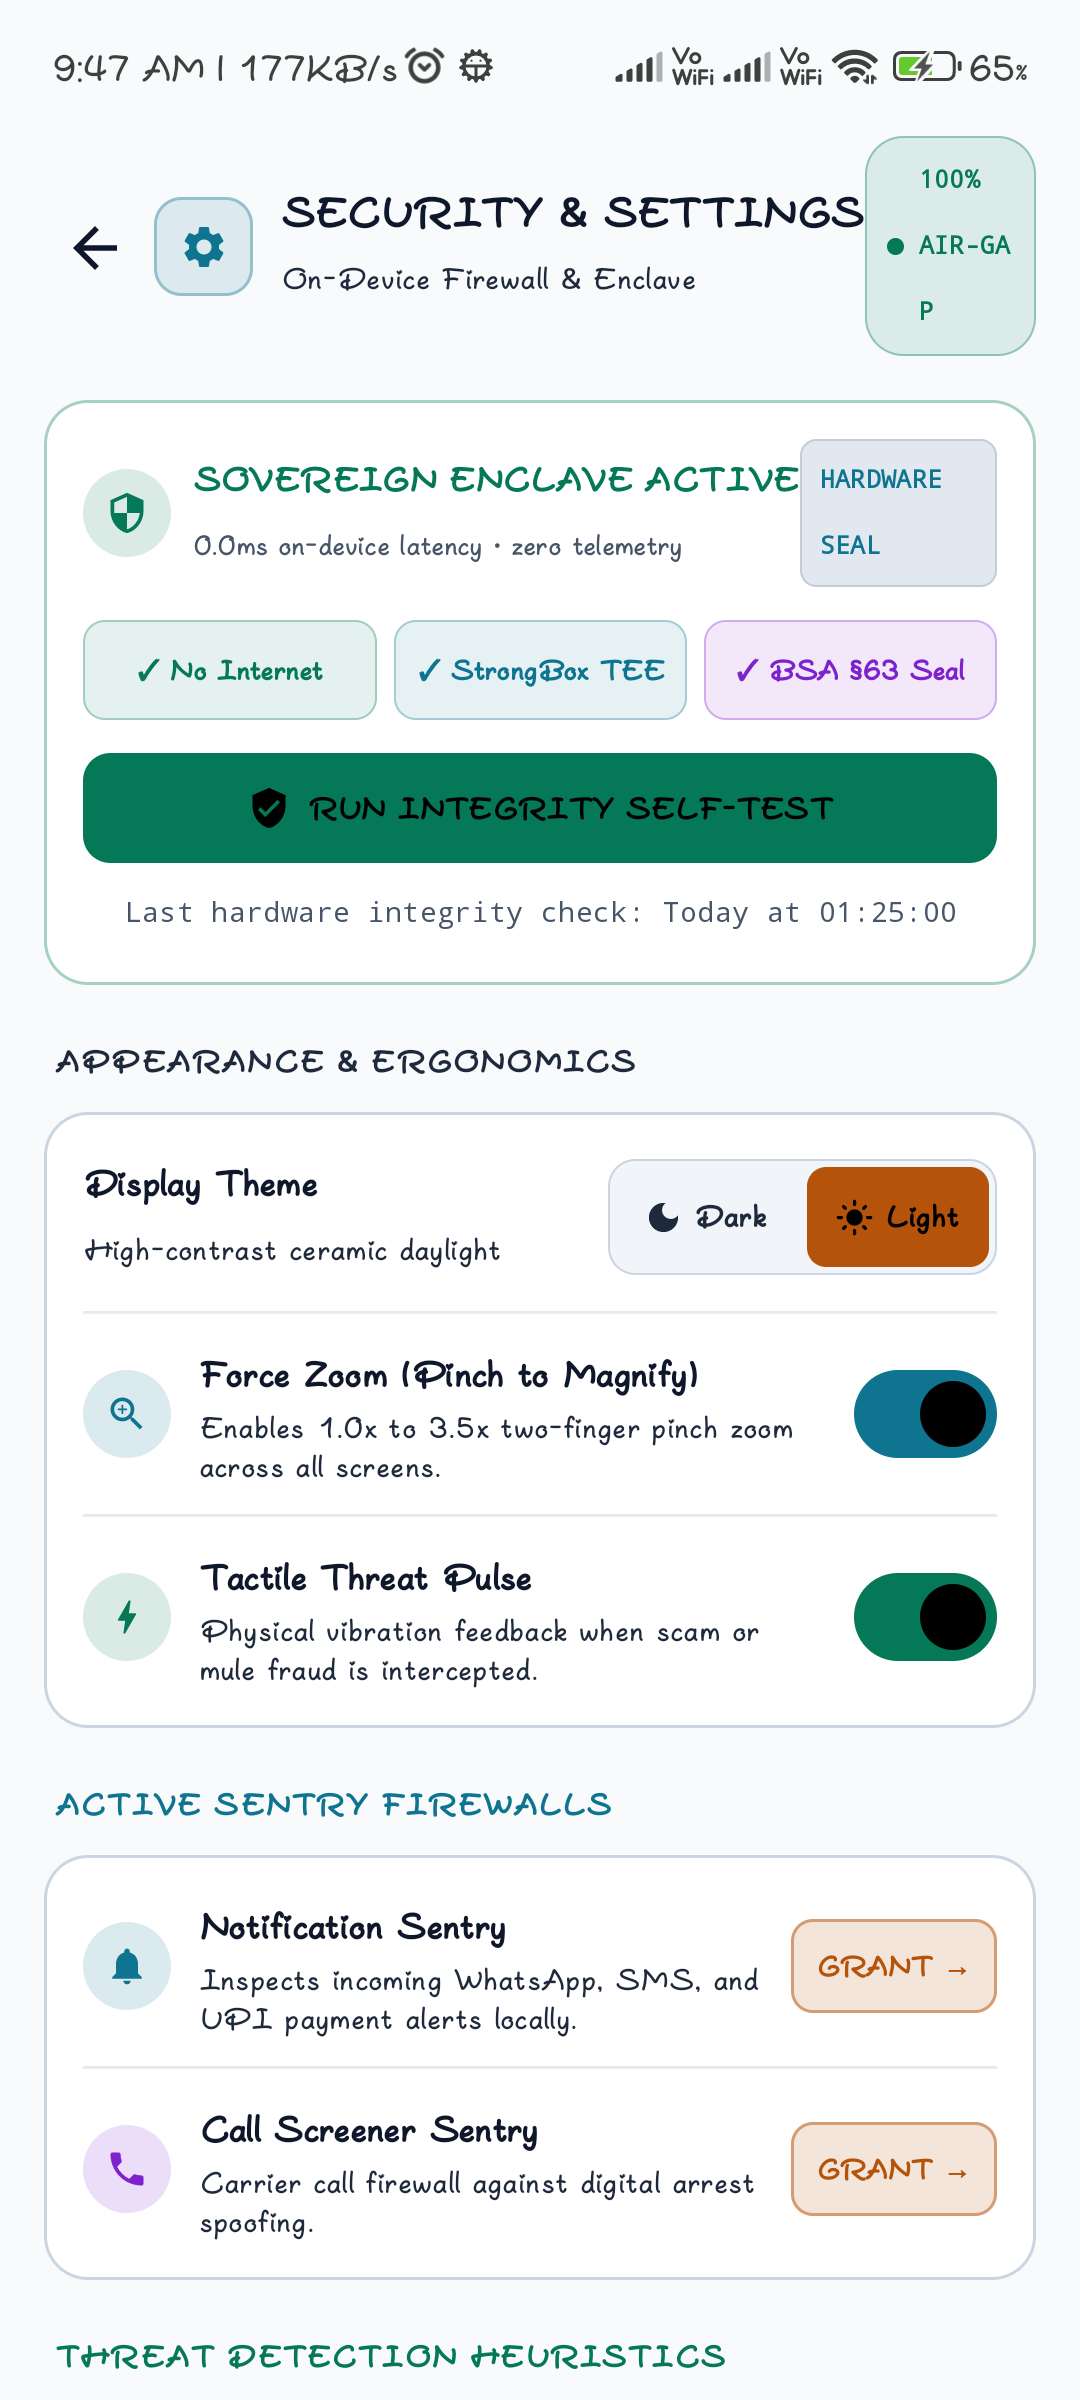 9:47 AM | 177KB/s Vo WiFi Vo WiFi 65%
SECURITY & SETTINGS
On-Device Firewall & Enclave
100%
AIR-GA
P
SOVEREIGN ENCLAVE ACTIVE
0.0ms on-device latency • zero telemetry
HARDWARE
SEAL
✓ No Internet
✓ StrongBox TEE
✓ BSA §63 Seal
RUN INTEGRITY SELF-TEST
Last hardware integrity check: Today at 01:25:00
APPEARANCE & ERGONOMICS
Display Theme
High-contrast ceramic daylight
Dark
Light
Force Zoom (Pinch to Magnify)
Enables 1.0x to 3.5x two-finger pinch zoom
across all screens.
Tactile Threat Pulse
Physical vibration feedback when scam or
mule fraud is intercepted.
ACTIVE SENTRY FIREWALLS
Notification Sentry
Inspects incoming WhatsApp, SMS, and
UPI payment alerts locally.
GRANT →
Call Screener Sentry
Carrier call firewall against digital arrest
spoofing.
GRANT →
THREAT DETECTION HEURISTICS